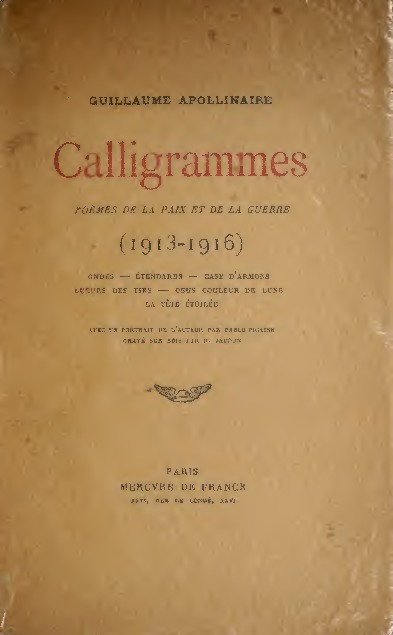 GUILLAUME APOLLINAIRE
Calligrammes
POÈMES DE LA PAIX ET DE LA GUERRE
(1913-1916)
ONDES — ÉTENDARDS — CASE D'ARMONS
LUEURS DES TIRS — OBUS COULEUR DE LUNE
LA TÊTE ÉTOILÉE
AVEC UN PORTRAIT DE L'AUTEUR PAR PABLO PICASSO
GRAVÉ SUR BOIS PAR R. JAUDON
PARIS
MERCVRE DE FRANCE
XXVI, RVE DE CONDÉ, XXVI